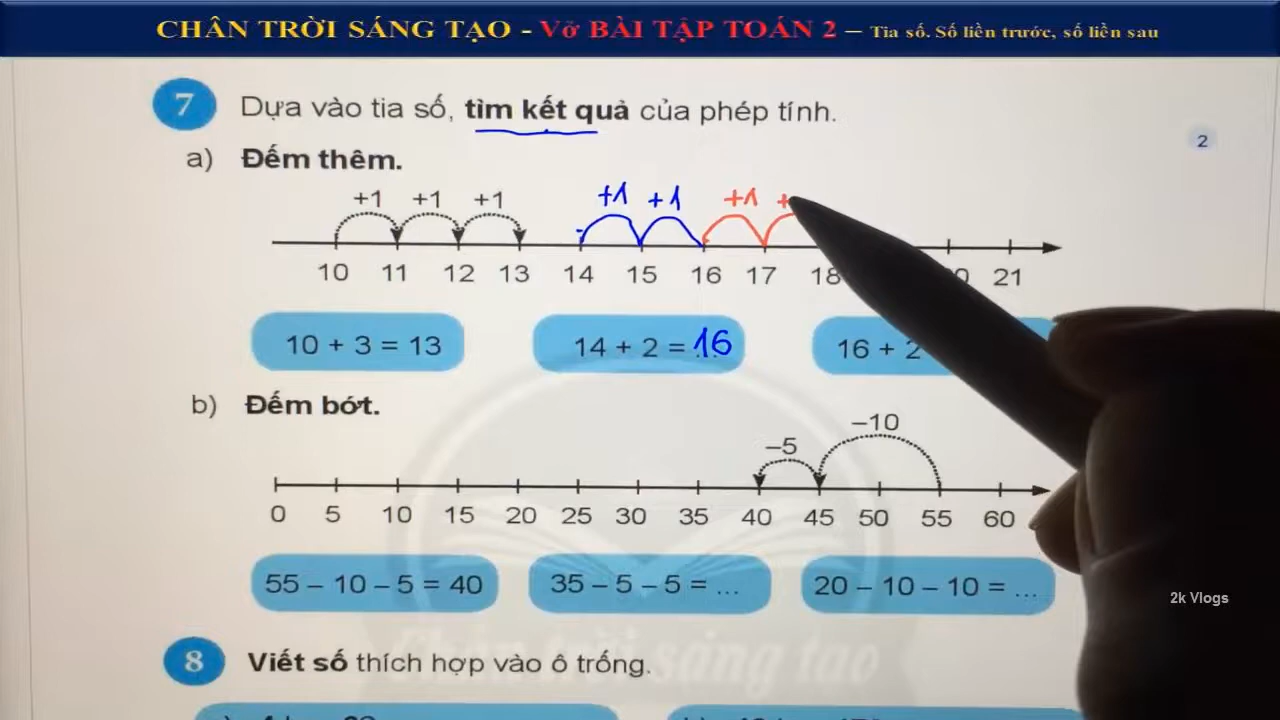 CHÂN TRỜI SÁNG TẠO - Vở BÀI TẬP TOÁN 2 – Tia số. Số liền trước, số liền sau
7 Dựa vào tia số, tìm kết quả của phép tính.
2
a) Đếm thêm.
+1 +1 +1 +1 +1 +1
10 11 12 13 14 15 16 17 18 21
10 + 3 = 13 14 + 2 = 16 16 + 2
b) Đếm bớt.
–5 –10
0 5 10 15 20 25 30 35 40 45 50 55 60
55 – 10 – 5 = 40 35 – 5 – 5 = ... 20 – 10 – 10 = ...
2k Vlogs
8 Viết số thích hợp vào ô trống.
Chân trời sáng tạo